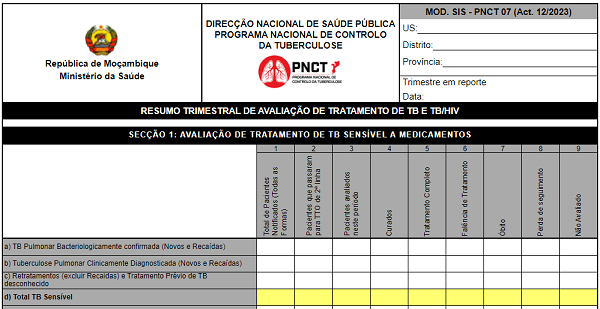 MOD. SIS - PNCT 07 (Act. 12/2023)
República de Moçambique
Ministério da Saúde
DIRECÇÃO NACIONAL DE SAÚDE PÚBLICA
PROGRAMA NACIONAL DE CONTROLO
DA TUBERCULOSE
PNCT
PROGRAMA NACIONAL DE
CONTROLO DA TUBERCULOSE
US:
Distrito:
Província:
Trimestre em reporte
Data:
RESUMO TRIMESTRAL DE AVALIAÇÃO DE TRATAMENTO DE TB E TB/HIV
SECÇÃO 1: AVALIAÇÃO DE TRATAMENTO DE TB SENSÍVEL A MEDICAMENTOS
1 2 3 4 5 6 7 8 9
Total de Pacientes
Notificados (Todas as
Formas)
Pacientes que passaram
para TTO de 2ª linha
Pacientes avaliados
neste período
Curados
Tratamento Completo
Falência de Tratamento
Óbito
Perda de seguimento
Não Avaliado
a) TB Pulmonar Bacteriologicamente confirmada (Novos e Recaídas)
b) Tuberculose Pulmonar Clinicamente Diagnosticada (Novos e Recaídas)
c) Retratamentos (excluir Recaidas) e Tratamento Prévio de TB
desconhecido
d) Total TB Sensível